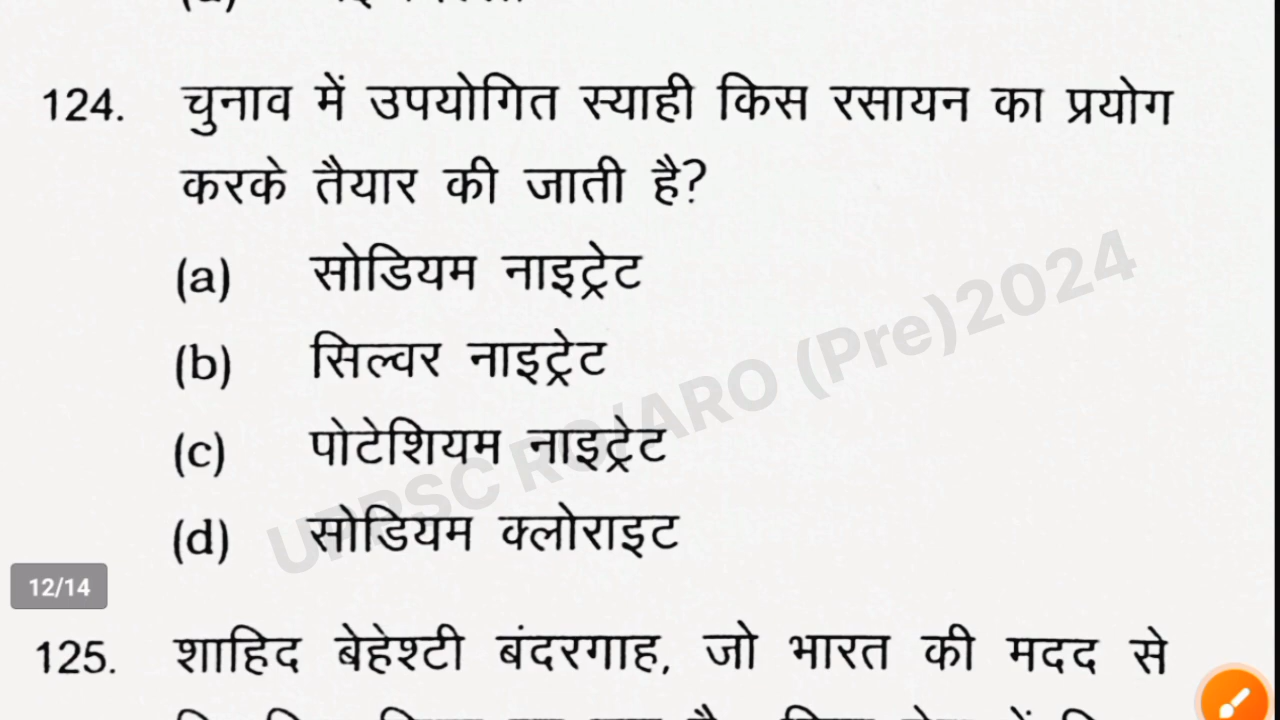 124. चुनाव में उपयोगित स्याही किस रसायन का प्रयोग
करके तैयार की जाती है?
(a) सोडियम नाइट्रेट
(b) सिल्वर नाइट्रेट
(c) पोटेशियम नाइट्रेट
(d) सोडियम क्लोराइट
UPPSC RO/ARO (Pre)2024
12/14
125. शाहिद बेहेश्टी बंदरगाह, जो भारत की मदद से